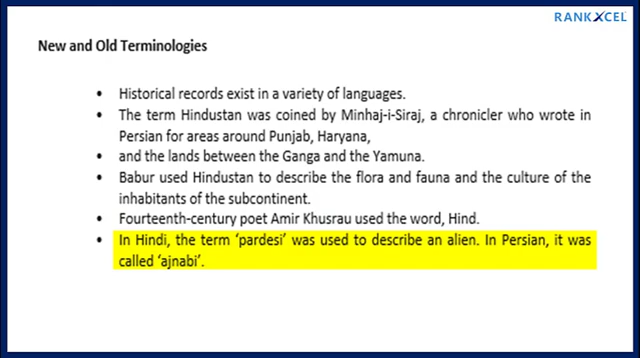 RANKXCEL
New and Old Terminologies
• Historical records exist in a variety of languages.
• The term Hindustan was coined by Minhaj-i-Siraj, a chronicler who wrote in
Persian for areas around Punjab, Haryana,
• and the lands between the Ganga and the Yamuna.
• Babur used Hindustan to describe the flora and fauna and the culture of the
inhabitants of the subcontinent.
• Fourteenth-century poet Amir Khusrau used the word, Hind.
• In Hindi, the term ‘pardesi’ was used to describe an alien. In Persian, it was
called ‘ajnabi’.